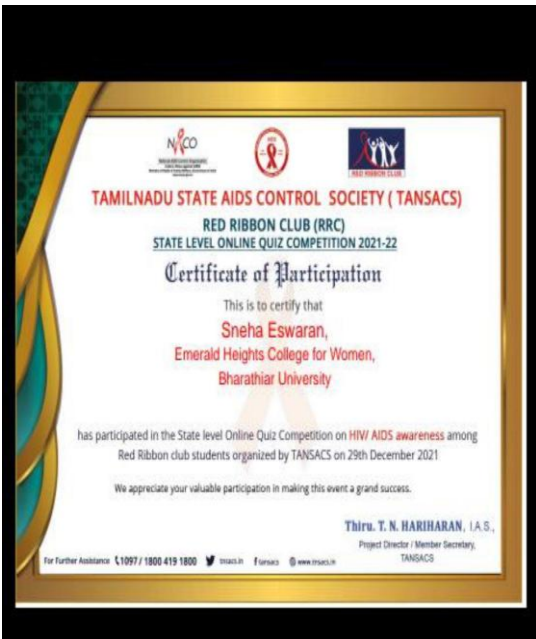 NACO
RED RIBBON CLUB
TAMILNADU STATE AIDS CONTROL SOCIETY ( TANSACS)
RED RIBBON CLUB (RRC)
STATE LEVEL ONLINE QUIZ COMPETITION 2021-22
Certificate of Participation
This is to certify that
Sneha Eswaran,
Emerald Heights College for Women,
Bharathiar University
has participated in the State level Online Quiz Competition on HIV/ AIDS awareness among
Red Ribbon club students organized by TANSACS on 29th December 2021
We appreciate your valuable participation in making this event a grand success.
Thiru. T. N. HARIHARAN, I.A.S.,
Project Director / Member Secretary,
TANSACS
For Further Assistance 1097 / 1800 419 1800